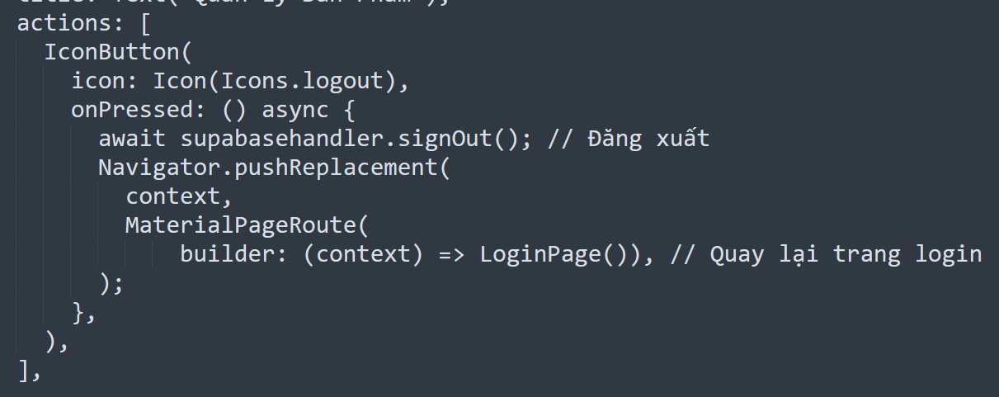 actions: [
IconButton(
icon: Icon(Icons.logout),
onPressed: () async {
await supabasehandler.signOut(); // Đăng xuất
Navigator.pushReplacement(
context,
MaterialPageRoute(
builder: (context) => LoginPage()), // Quay lại trang login
);
},
),
],